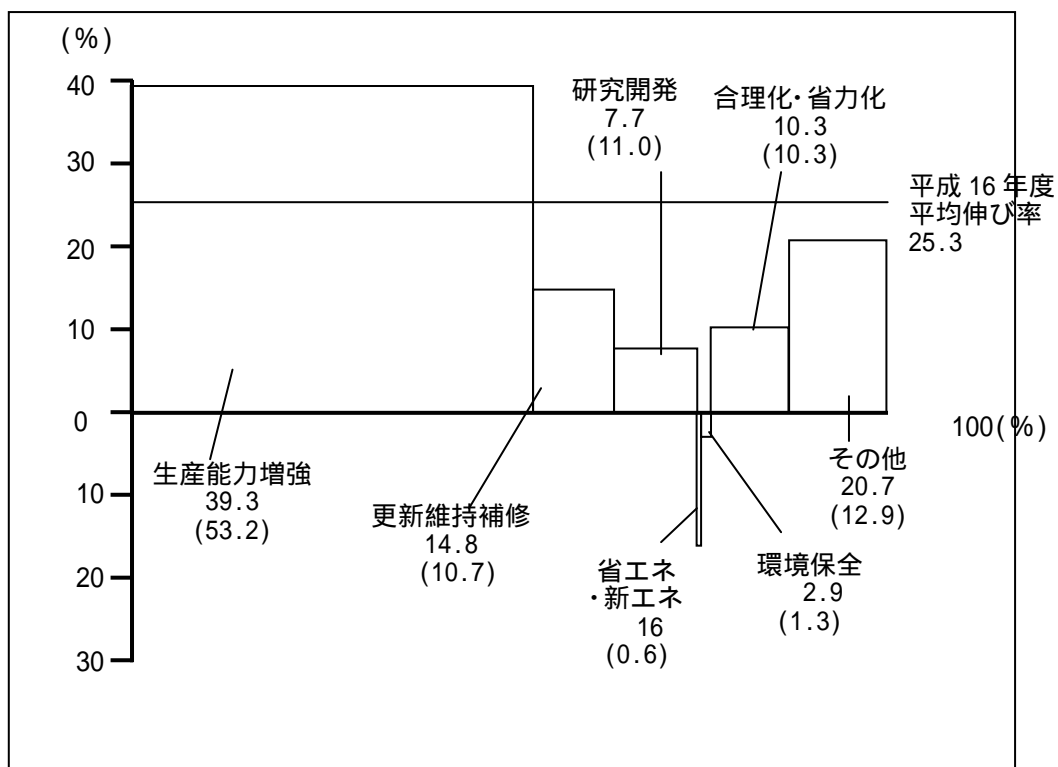 (%)
40
30
20
10
0
10
20
30
研究開発
7.7
(11.0)
合理化・省力化
10.3
(10.3)
平成 16 年度
平均伸び率
25.3
100(%)
生産能力増強
39.3
(53.2)
更新維持補修
14.8
(10.7)
省エネ
・新エネ
16
(0.6)
環境保全
2.9
(1.3)
その他
20.7
(12.9)